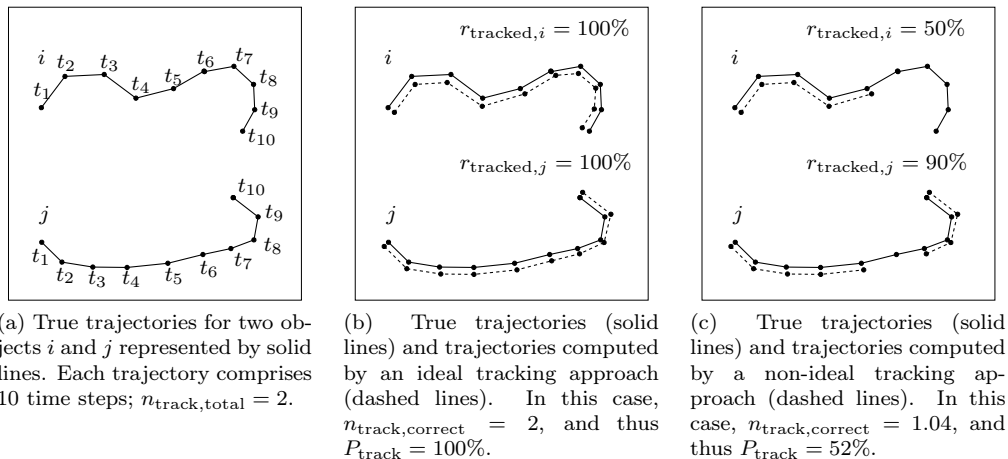 i
t₁
t₂
t₃
t₄
t₅
t₆
t₇
t₈
t₉
t₁₀
j
t₁
t₂
t₃
t₄
t₅
t₆
t₇
t₈
t₉
t₁₀
(a) True trajectories for two ob-
jects i and j represented by solid
lines. Each trajectory comprises
10 time steps; n_track,total = 2.
r_tracked,i = 100%
i
r_tracked,j = 100%
j
(b) True trajectories (solid
lines) and trajectories computed
by an ideal tracking approach
(dashed lines). In this case,
n_track,correct = 2, and thus
P_track = 100%.
r_tracked,i = 50%
i
r_tracked,j = 90%
j
(c) True trajectories (solid
lines) and trajectories computed
by a non-ideal tracking ap-
proach (dashed lines). In this
case, n_track,correct = 1.04, and
thus P_track = 52%.